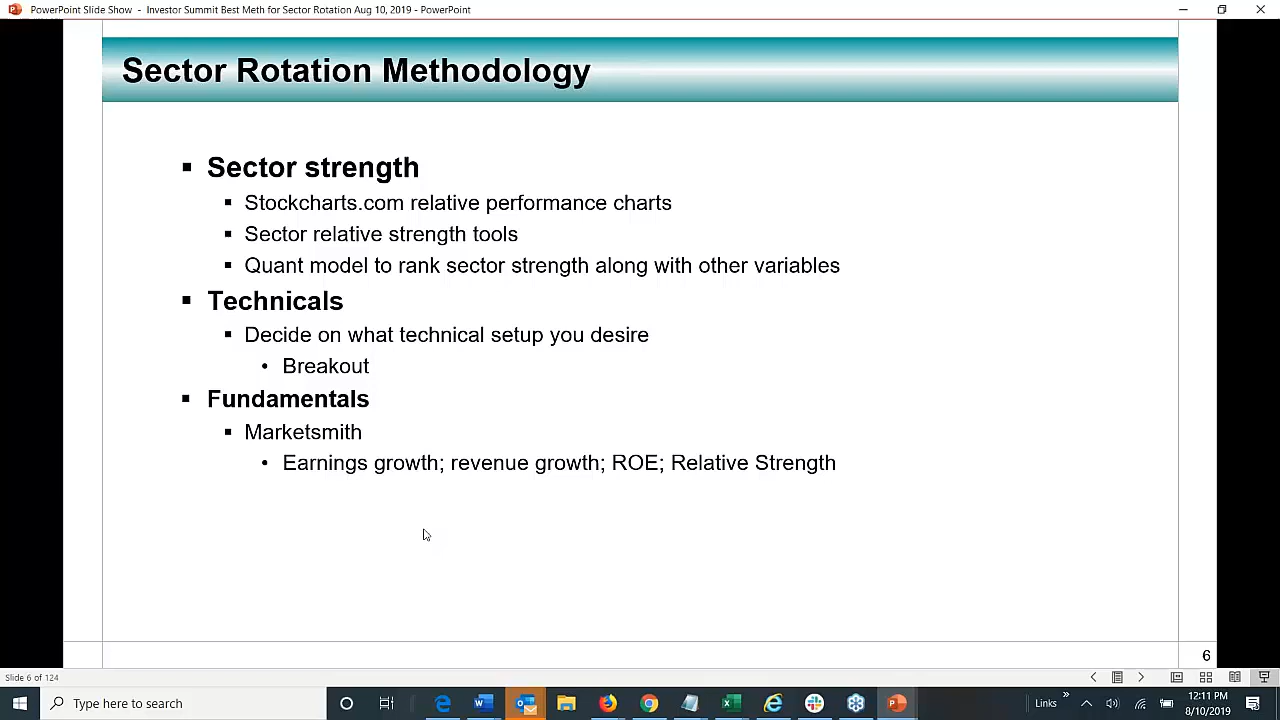 PowerPoint Slide Show - Investor Summit Best Meth for Sector Rotation Aug 10, 2019 - PowerPoint
Sector Rotation Methodology
Sector strength
Stockcharts.com relative performance charts
Sector relative strength tools
Quant model to rank sector strength along with other variables
Technicals
Decide on what technical setup you desire
Breakout
Fundamentals
Marketsmith
Earnings growth; revenue growth; ROE; Relative Strength
6
Slide 6 of 124
Type here to search
Links
12:11 PM
8/10/2019